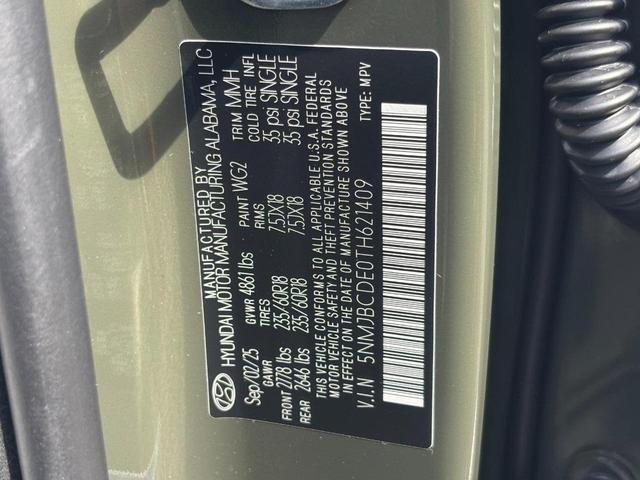 MANUFACTURED BY
HYUNDAI MOTOR MANUFACTURING ALABAMA, LLC
Sep/02/25 GVWR 4861 lbs PAINT WG2 TRIM MMH
GAWR TIRES RIMS COLD TIRE INFL
FRONT 2778 lbs 235/60R18 7.5JX18 35 psi SINGLE
REAR 2646 lbs 235/60R18 7.5JX18 35 psi SINGLE
THIS VEHICLE CONFORMS TO ALL APPLICABLE U.S.A. FEDERAL
MOTOR VEHICLE SAFETY AND THEFT PREVENTION STANDARDS
IN EFFECT ON THE DATE OF MANUFACTURE SHOWN ABOVE
V.I.N 5NMJBCDE0TH621409 TYPE: MPV